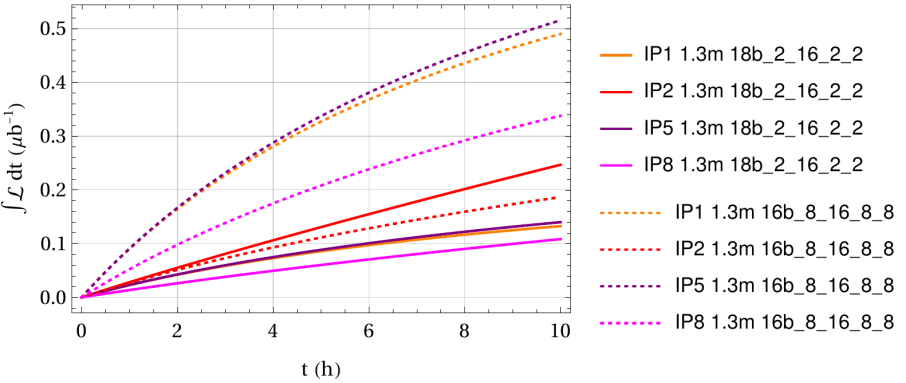 0.5
0.4
0.3
0.2
0.1
0.0
∫ℒ dt (μb⁻¹)
0 2 4 6 8 10
t (h)
IP1 1.3m 18b_2_16_2_2
IP2 1.3m 18b_2_16_2_2
IP5 1.3m 18b_2_16_2_2
IP8 1.3m 18b_2_16_2_2
IP1 1.3m 16b_8_16_8_8
IP2 1.3m 16b_8_16_8_8
IP5 1.3m 16b_8_16_8_8
IP8 1.3m 16b_8_16_8_8